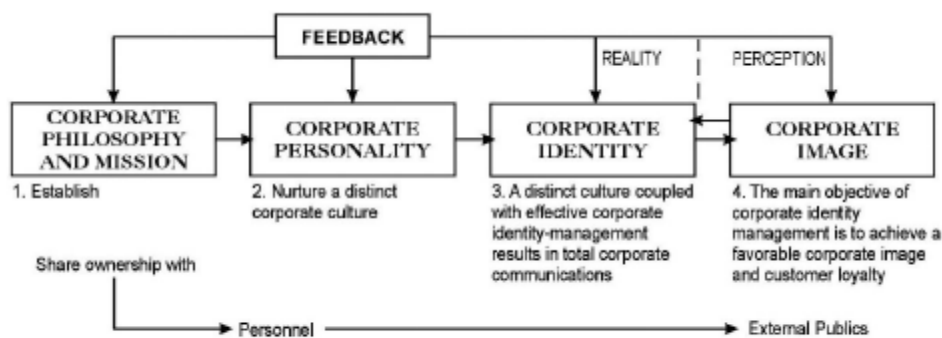 FEEDBACK
REALITY
PERCEPTION
CORPORATE
PHILOSOPHY
AND MISSION
CORPORATE
PERSONALITY
CORPORATE
IDENTITY
CORPORATE
IMAGE
1. Establish
2. Nurture a distinct
corporate culture
3. A distinct culture coupled
with effective corporate
identity-management
results in total corporate
communications
4. The main objective of
corporate identity
management is to achieve a
favorable corporate image
and customer loyalty
Share ownership with
Personnel
External Publics